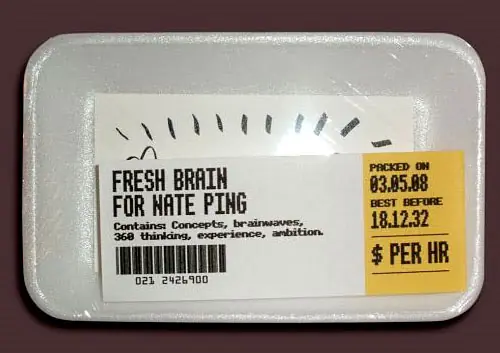 FRESH BRAIN
FOR NATE PING
Contains: Concepts, brainwaves,
360 thinking, experience, ambition.
021 2426900
PACKED ON
03.05.08
BEST BEFORE
18.12.32
$ PER HR